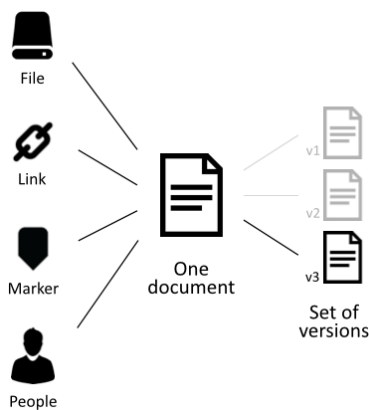 File
Link
Marker
People
One
document
v1
v2
v3
Set of
versions